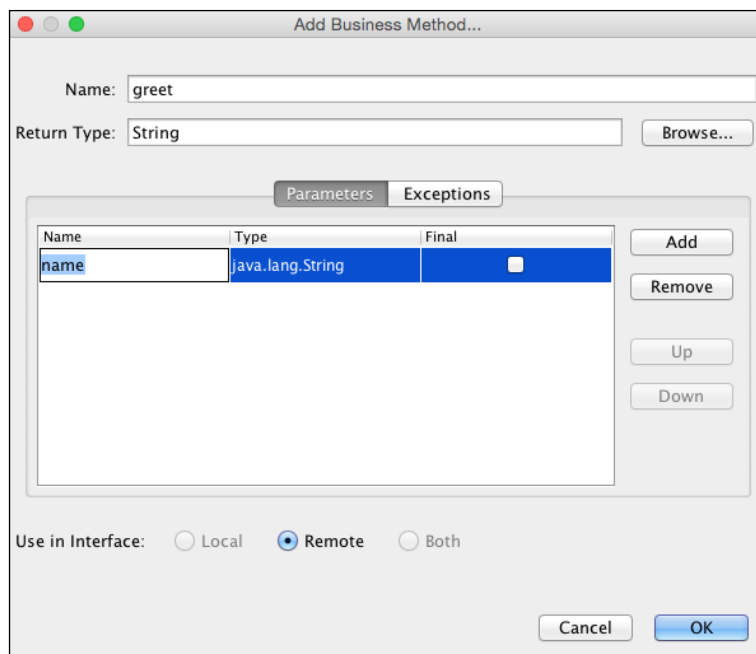 Add Business Method...
Name: greet
Return Type: String Browse...
Parameters Exceptions
Name Type Final Add
name java.lang.String
Remove
Up
Down
Use in Interface: Local Remote Both
Cancel OK